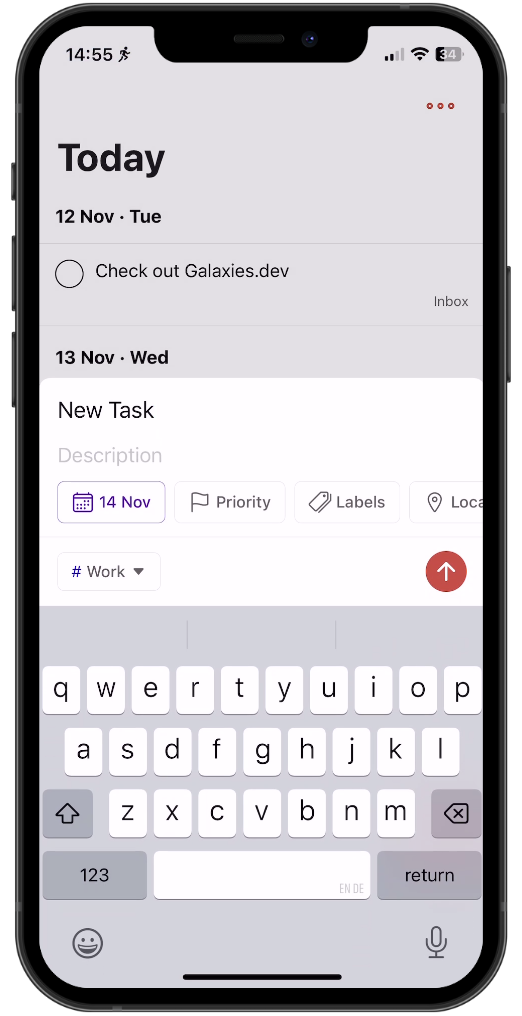 14:55 34
Today
12 Nov · Tue
Check out Galaxies.dev
Inbox
13 Nov · Wed
New Task
Description
14 Nov Priority Labels Loca
# Work
q w e r t y u i o p
a s d f g h j k l
z x c v b n m
123 EN DE return